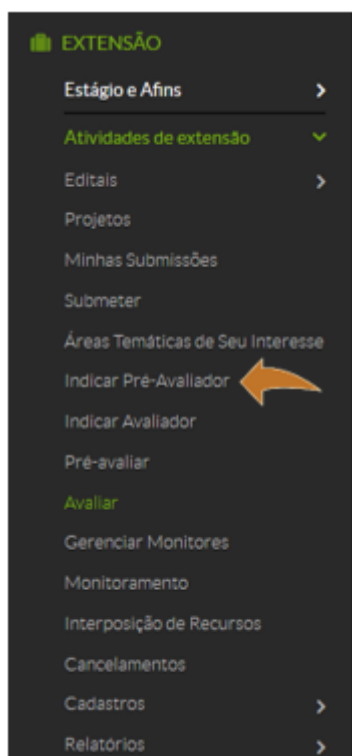 EXTENSÃO
Estágio e Afins
Atividades de extensão
Editais
Projetos
Minhas Submissões
Submeter
Áreas Temáticas de Seu Interesse
Indicar Pré-Avaliador
Indicar Avaliador
Pré-avaliar
Avaliar
Gerenciar Monitores
Monitoramento
Interposição de Recursos
Cancelamentos
Cadastros
Relatórios